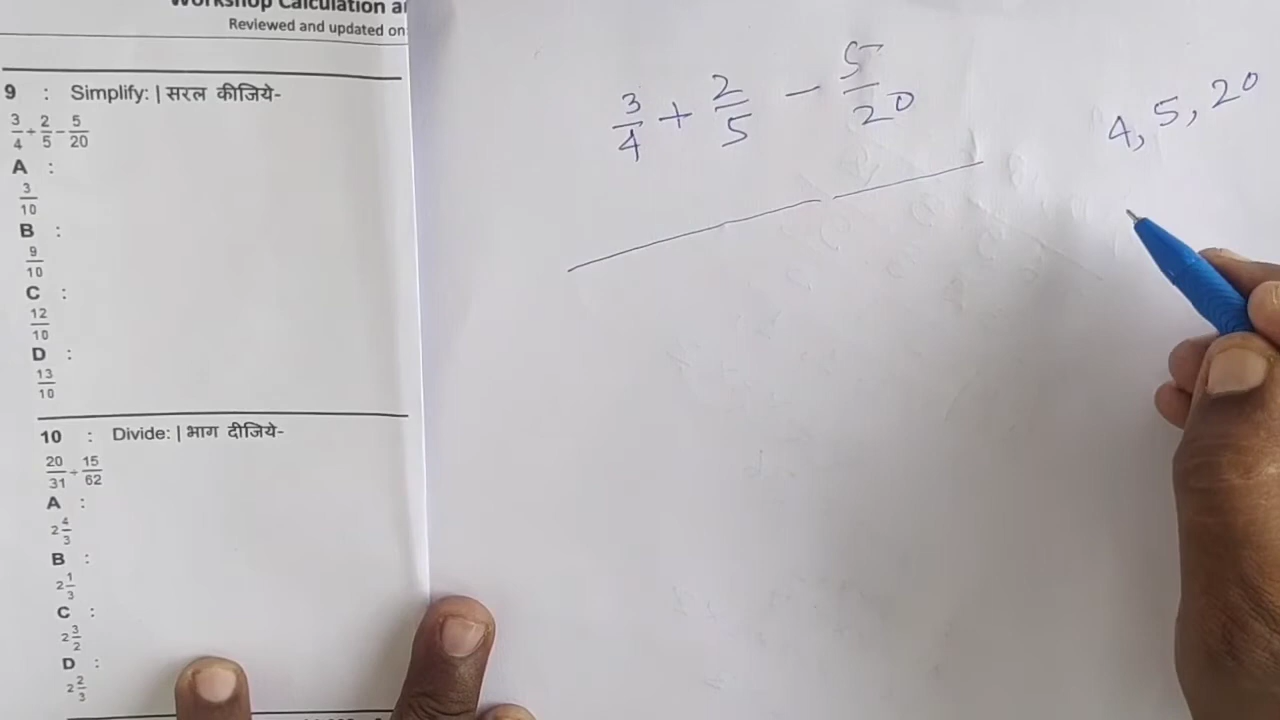 Workshop Calculation a
Reviewed and updated on
9 : Simplify: | सरल कीजिये-
3/4 + 2/5 − 5/20
A :
3/10
B :
9/10
C :
12/10
D :
13/10
10 : Divide: | भाग दीजिये-
20/31 ÷ 15/62
A :
2 4/3
B :
2 1/3
C :
2 3/2
D :
2 2/3
3/4 + 2/5 − 5/20
4, 5, 20